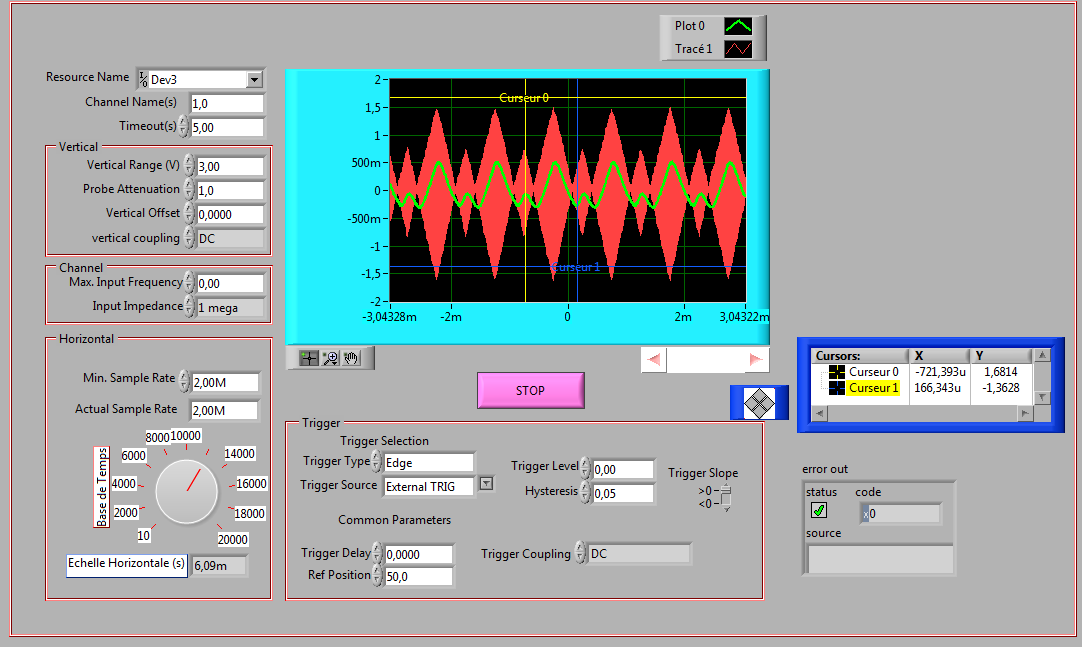 Plot 0
Tracé 1
Resource Name I/O Dev3
Channel Name(s) 1,0
Timeout(s) 5,00
Vertical
Vertical Range (V) 3,00
Probe Attenuation 1,0
Vertical Offset 0,0000
vertical coupling DC
Channel
Max. Input Frequency 0,00
Input Impedance 1 mega
Horizontal
Min. Sample Rate 2,00M
Actual Sample Rate 2,00M
Base de Temps
10
2000
4000
6000
8000
10000
14000
16000
18000
20000
Echelle Horizontale (s) 6,09m
2
1,5
1
500m
0
-500m
-1
-1,5
-2
Curseur 0
Curseur 1
-3,04328m
-2m
0
2m
3,04322m
STOP
Trigger
Trigger Selection
Trigger Type Edge
Trigger Source External TRIG
Trigger Level 0,00
Hysteresis 0,05
Trigger Slope
>0
<0
Common Parameters
Trigger Delay 0,0000
Ref Position 50,0
Trigger Coupling DC
Cursors: X Y
Curseur 0 -721,393u 1,6814
Curseur 1 166,343u -1,3628
error out
status code
x0
source